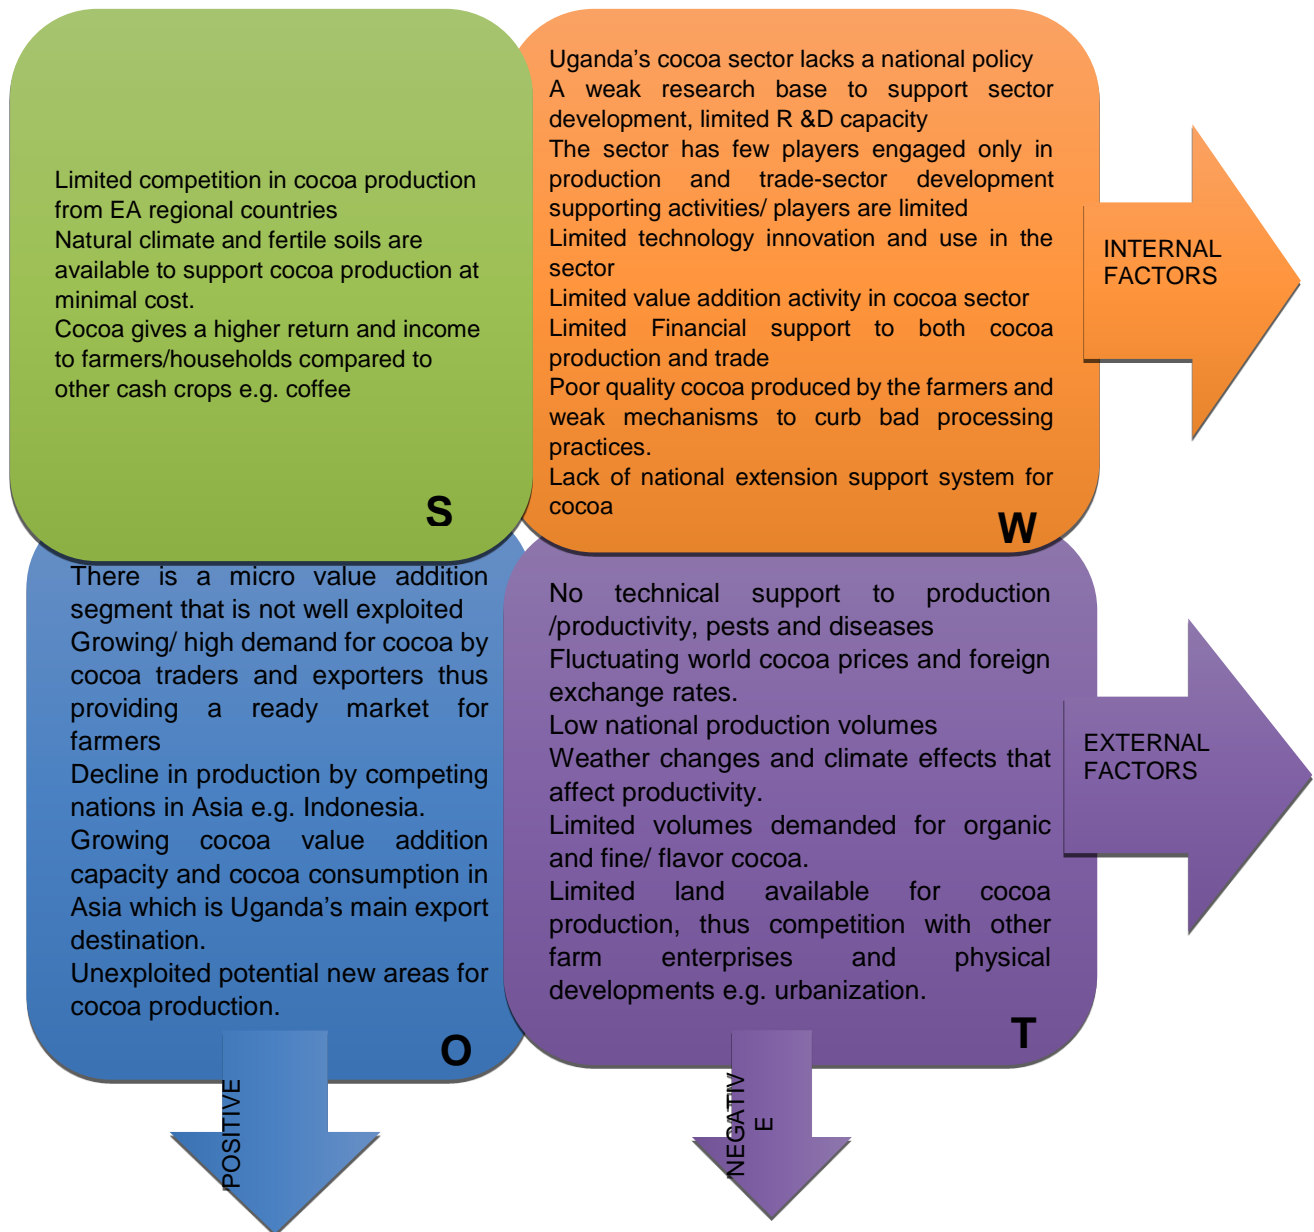 Limited competition in cocoa production
from EA regional countries
Natural climate and fertile soils are
available to support cocoa production at
minimal cost.
Cocoa gives a higher return and income
to farmers/households compared to
other cash crops e.g. coffee
S
Uganda’s cocoa sector lacks a national policy
A weak research base to support sector
development, limited R &D capacity
The sector has few players engaged only in
production and trade-sector development
supporting activities/ players are limited
Limited technology innovation and use in the
sector
Limited value addition activity in cocoa sector
Limited Financial support to both cocoa
production and trade
Poor quality cocoa produced by the farmers and
weak mechanisms to curb bad processing
practices.
Lack of national extension support system for
cocoa
W
INTERNAL
FACTORS
There is a micro value addition
segment that is not well exploited
Growing/ high demand for cocoa by
cocoa traders and exporters thus
providing a ready market for
farmers
Decline in production by competing
nations in Asia e.g. Indonesia.
Growing cocoa value addition
capacity and cocoa consumption in
Asia which is Uganda’s main export
destination.
Unexploited potential new areas for
cocoa production.
O
No technical support to production
/productivity, pests and diseases
Fluctuating world cocoa prices and foreign
exchange rates.
Low national production volumes
Weather changes and climate effects that
affect productivity.
Limited volumes demanded for organic
and fine/ flavor cocoa.
Limited land available for cocoa
production, thus competition with other
farm enterprises and physical
developments e.g. urbanization.
T
EXTERNAL
FACTORS
POSITIVE
NEGATIV
E